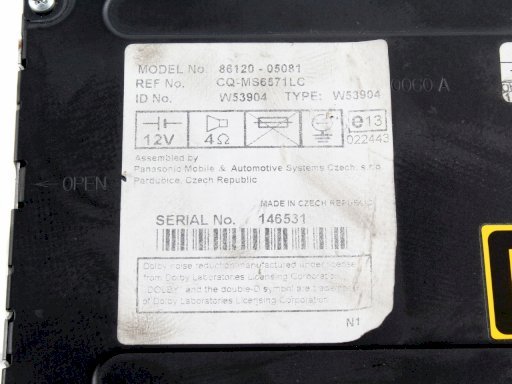 MODEL No. 86120 - 05081
REF No. CQ-MS6671LC
ID No. W53904 TYPE: W53904
12V 4Ω e13
022443
Assembled by
Panasonic Mobile & Automotive Systems Czech, s.r.o.
Pardubice, Czech Republic
MADE IN CZECH REPUBLIC
SERIAL No. 146531
Dolby noise reduction manufactured under license
from Dolby Laboratories Licensing Corporation.
"DOLBY" and the double-D symbol are trademarks
of Dolby Laboratories Licensing Corporation.
N1
OPEN